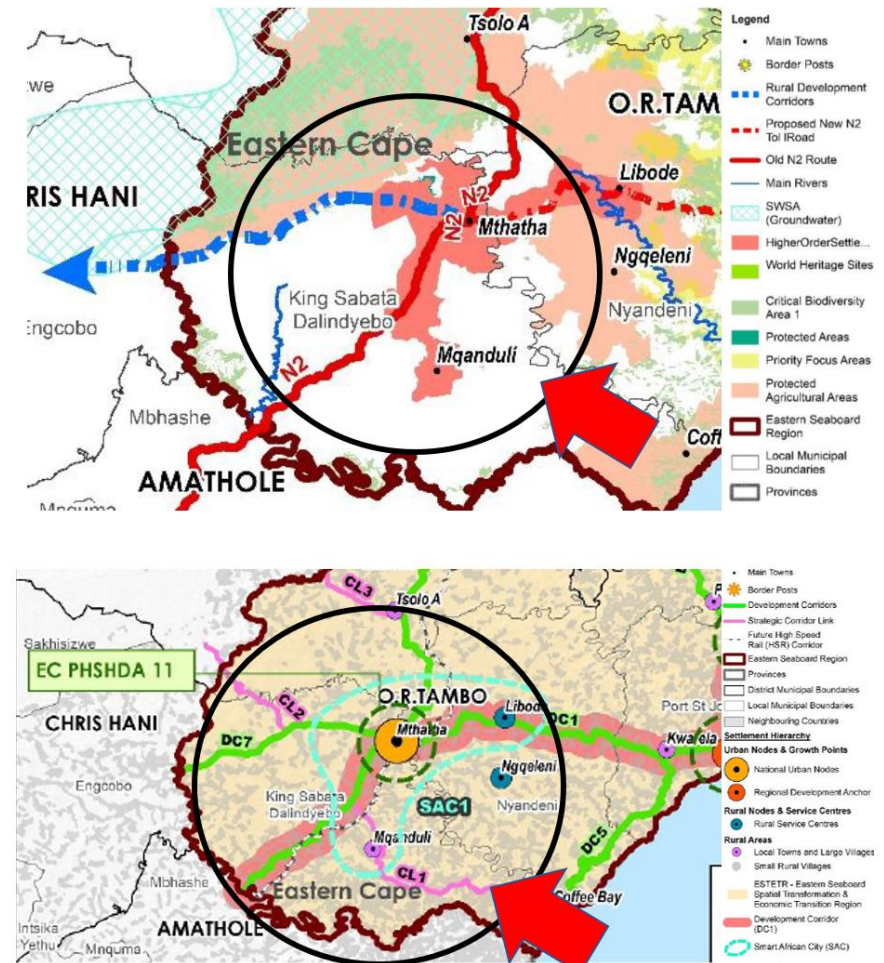 Tsolo A
we
O.R.TAM
Eastern Cape
Libode
RIS HANI
N2
N2
Mthatha
Ngqeleni
King Sabata
Dalindyebo
Nyandeni
Engcobo
Mqanduli
N2
Mbhashe
Coff
AMATHOLE
Mnquma
Legend
Main Towns
Border Posts
Rural Development
Corridors
Proposed New N2
Tol lRoad
Old N2 Route
Main Rivers
SWSA
(Groundwater)
HigherOrderSettle...
World Heritage Sites
Critical Biodiversity
Area 1
Protected Areas
Priority Focus Areas
Protected
Agricultural Areas
Eastern Seaboard
Region
Local Municipal
Boundaries
Provinces
CL3
Tsolo A
Sakhisizwe
EC PHSHDA 11
O.R.TAMBO
CL2
Libode
DC1
Port St Jo
CHRIS HANI
Mthatha
Kwarela
DC7
Ngqeleni
Engcobo
King Sabata
Dalindyebo
SAC1
Nyandeni
Mqanduli
DC5
CL1
Mbhashe
Eastern Cape
Coffee Bay
Intsika
Yethu
AMATHOLE
Mnquma
Main Towns
Border Posts
Development Corridors
Strategic Corridor Link
Future High Speed
Rail (HSR) Corridor
Eastern Seaboard Region
Provinces
District Municipal Boundaries
Local Municipal Boundaries
Neighbouring Countries
Settlement Hierarchy
Urban Nodes & Growth Points
National Urban Nodes
Regional Development Anchor
Rural Nodes & Service Centres
Rural Service Centres
Rural Areas
Local Towns and Large Villages
Small Rural Villages
ESTETR - Eastern Seaboard
Spatial Transformation &
Economic Transition Region
Development Corridor
(DC1)
Smart African City (SAC)